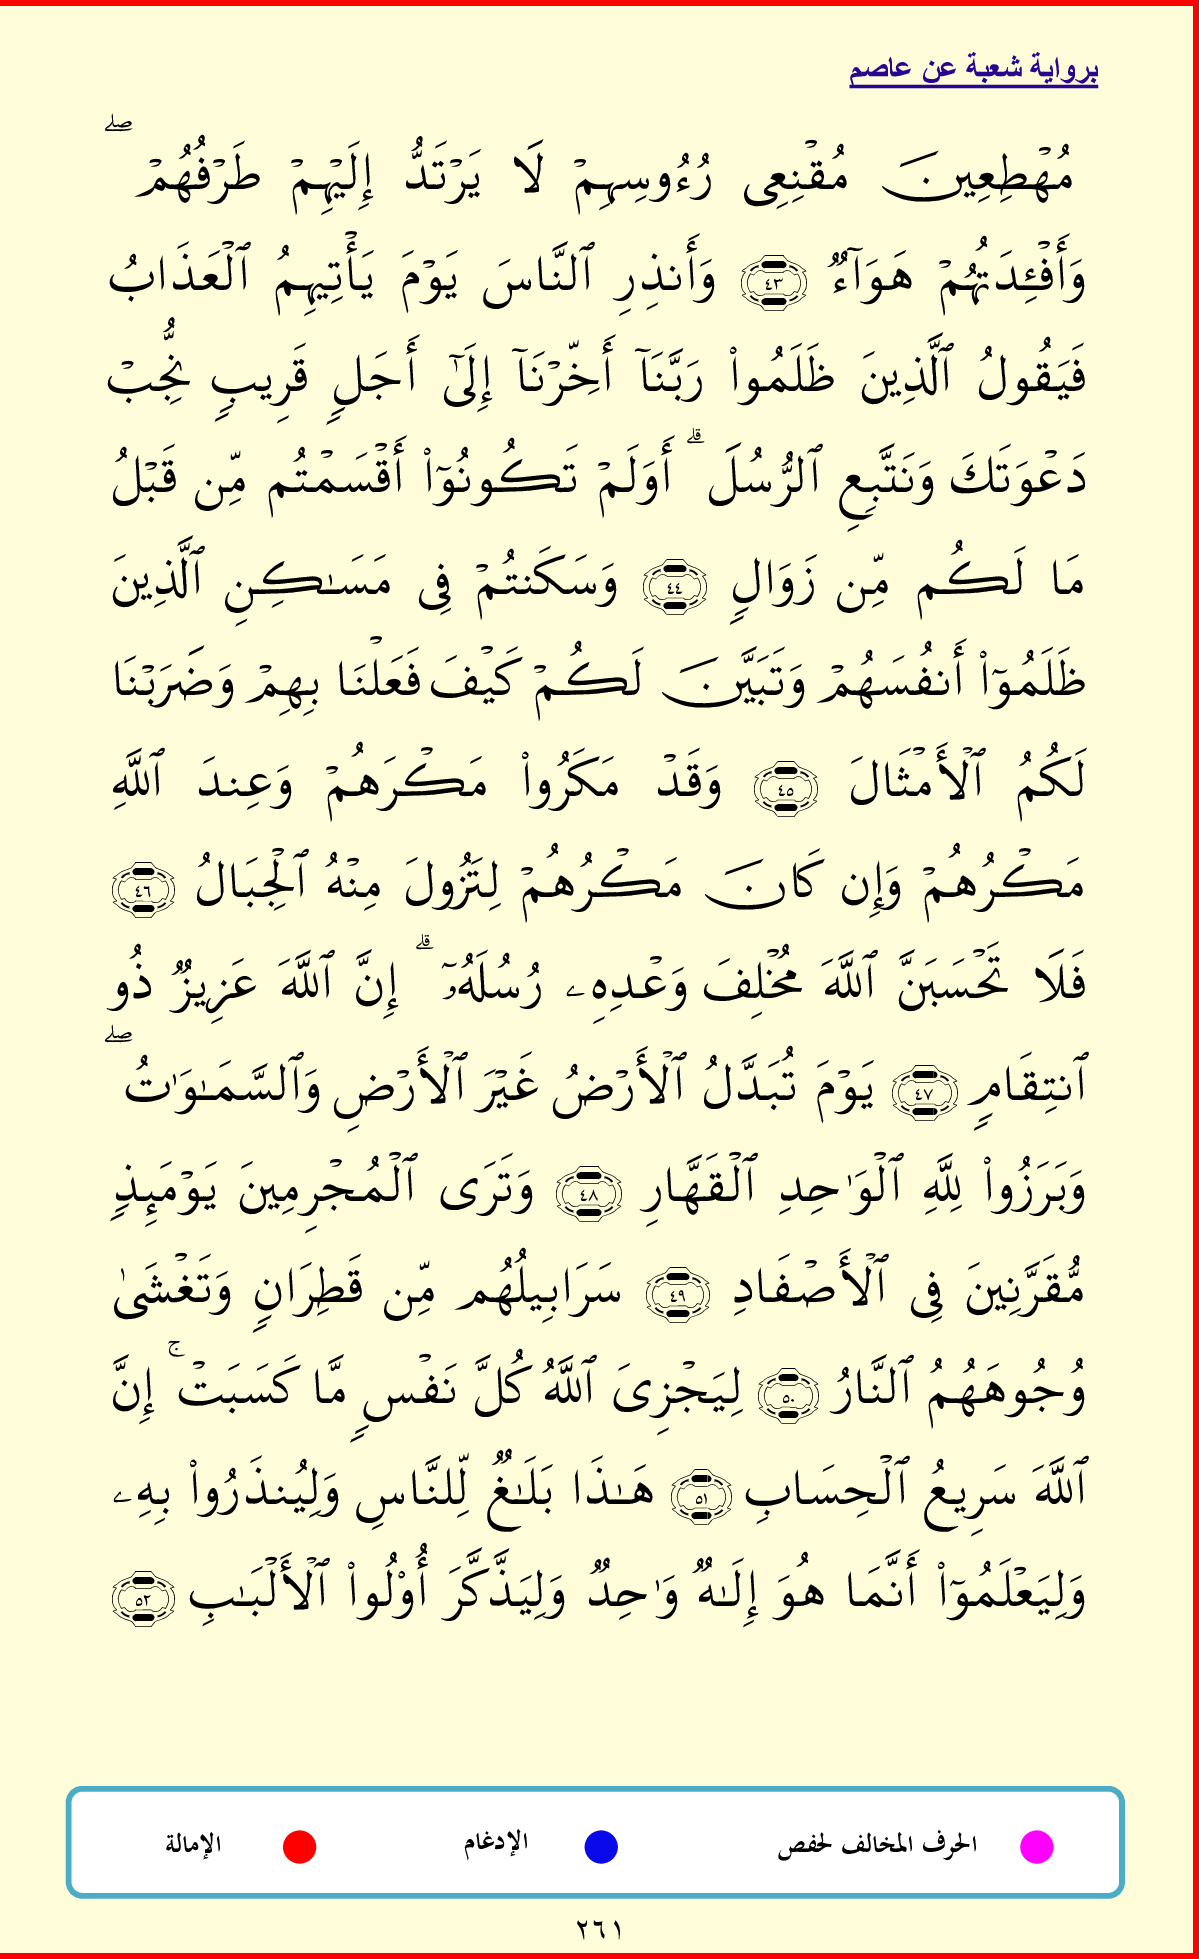 برواية شعبة عن عاصم
مُهۡطِعِينَ مُقۡنِعِى رُءُوسِهِمۡ لَا يَرۡتَدُّ إِلَيۡهِمۡ طَرۡفُهُمۡۖ
وَأَفۡـِٔدَتُهُمۡ هَوَآءٌ ٤٣ وَأَنذِرِ ٱلنَّاسَ يَوۡمَ يَأۡتِيهِمُ ٱلۡعَذَابُ
فَيَقُولُ ٱلَّذِينَ ظَلَمُوا۟ رَبَّنَآ أَخِّرۡنَآ إِلَىٰٓ أَجَلٍ قَرِيبٍ نُّجِبۡ
دَعۡوَتَكَ وَنَتَّبِعِ ٱلرُّسُلَۗ أَوَلَمۡ تَكُونُوٓا۟ أَقۡسَمۡتُم مِّن قَبۡلُ
مَا لَكُم مِّن زَوَالٍ ٤٤ وَسَكَنتُمۡ فِى مَسَـٰكِنِ ٱلَّذِينَ
ظَلَمُوٓا۟ أَنفُسَهُمۡ وَتَبَيَّنَ لَكُمۡ كَيۡفَ فَعَلۡنَا بِهِمۡ وَضَرَبۡنَا
لَكُمُ ٱلۡأَمۡثَالَ ٤٥ وَقَدۡ مَكَرُوا۟ مَكۡرَهُمۡ وَعِندَ ٱللَّهِ
مَكۡرُهُمۡ وَإِن كَانَ مَكۡرُهُمۡ لِتَزُولَ مِنۡهُ ٱلۡجِبَالُ ٤٦
فَلَا تَحۡسَبَنَّ ٱللَّهَ مُخۡلِفَ وَعۡدِهِۦ رُسُلَهُۥٓۗ إِنَّ ٱللَّهَ عَزِيزٌ ذُو
ٱنتِقَامٍ ٤٧ يَوۡمَ تُبَدَّلُ ٱلۡأَرۡضُ غَيۡرَ ٱلۡأَرۡضِ وَٱلسَّمَـٰوَٰتُۖ
وَبَرَزُوا۟ لِلَّهِ ٱلۡوَٰحِدِ ٱلۡقَهَّارِ ٤٨ وَتَرَى ٱلۡمُجۡرِمِينَ يَوۡمَئِذٍ
مُّقَرَّنِينَ فِى ٱلۡأَصۡفَادِ ٤٩ سَرَابِيلُهُم مِّن قَطِرَانٍ وَتَغۡشَىٰ
وُجُوهَهُمُ ٱلنَّارُ ٥٠ لِيَجۡزِىَ ٱللَّهُ كُلَّ نَفۡسٍ مَّا كَسَبَتۡۚ إِنَّ
ٱللَّهَ سَرِيعُ ٱلۡحِسَابِ ٥١ هَـٰذَا بَلَـٰغٌ لِّلنَّاسِ وَلِيُنذَرُوا۟ بِهِۦ
وَلِيَعۡلَمُوٓا۟ أَنَّمَا هُوَ إِلَـٰهٌ وَٰحِدٌ وَلِيَذَّكَّرَ أُو۟لُوا۟ ٱلۡأَلۡبَـٰبِ ٥٢
الحرف المخالف لحفص الإدغام الإمالة
٢٦١